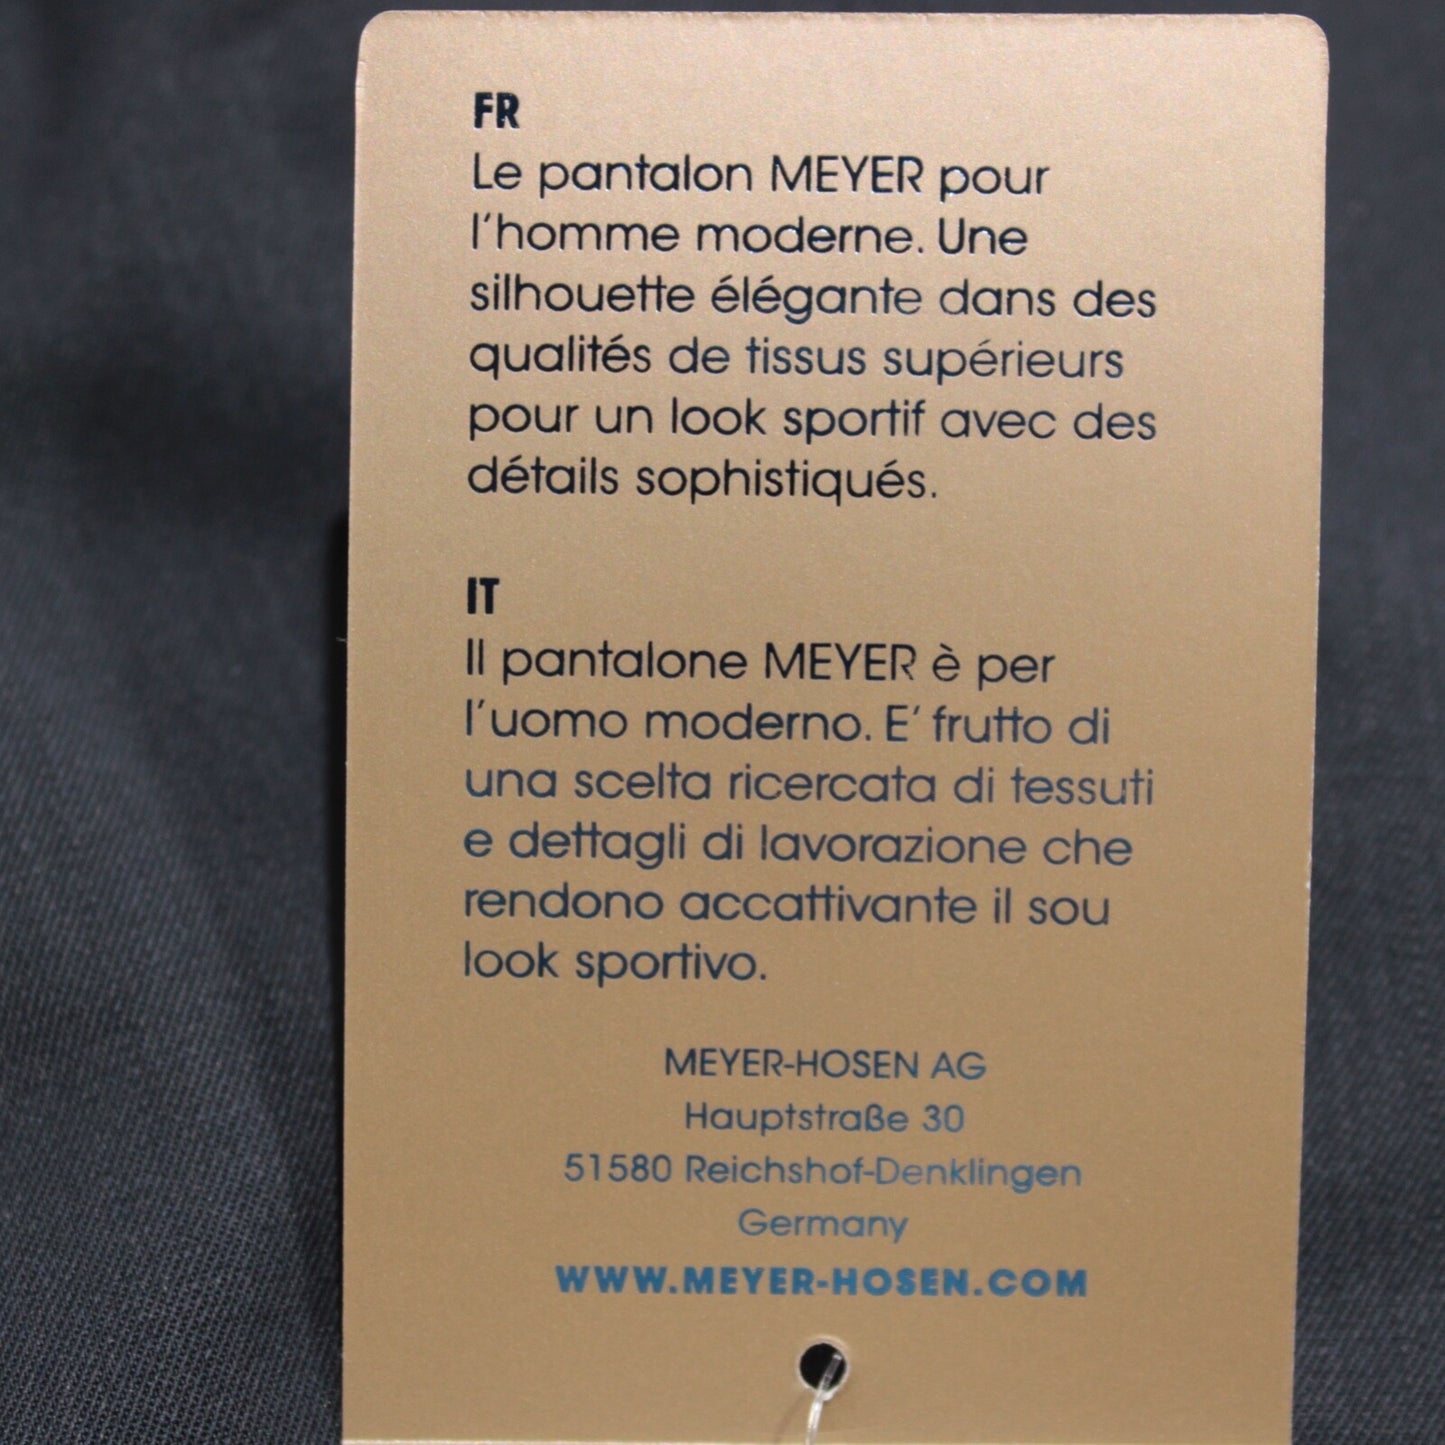 FR
Le pantalon MEYER pour
l'homme moderne. Une
silhouette élégante dans des
qualités de tissus supérieurs
pour un look sportif avec des
détails sophistiqués.
IT
Il pantalone MEYER è per
l'uomo moderno. E' frutto di
una scelta ricercata di tessuti
e dettagli di lavorazione che
rendono accattivante il sou
look sportivo.
MEYER-HOSEN AG
Hauptstraße 30
51580 Reichshof-Denklingen
Germany
WWW.MEYER-HOSEN.COM